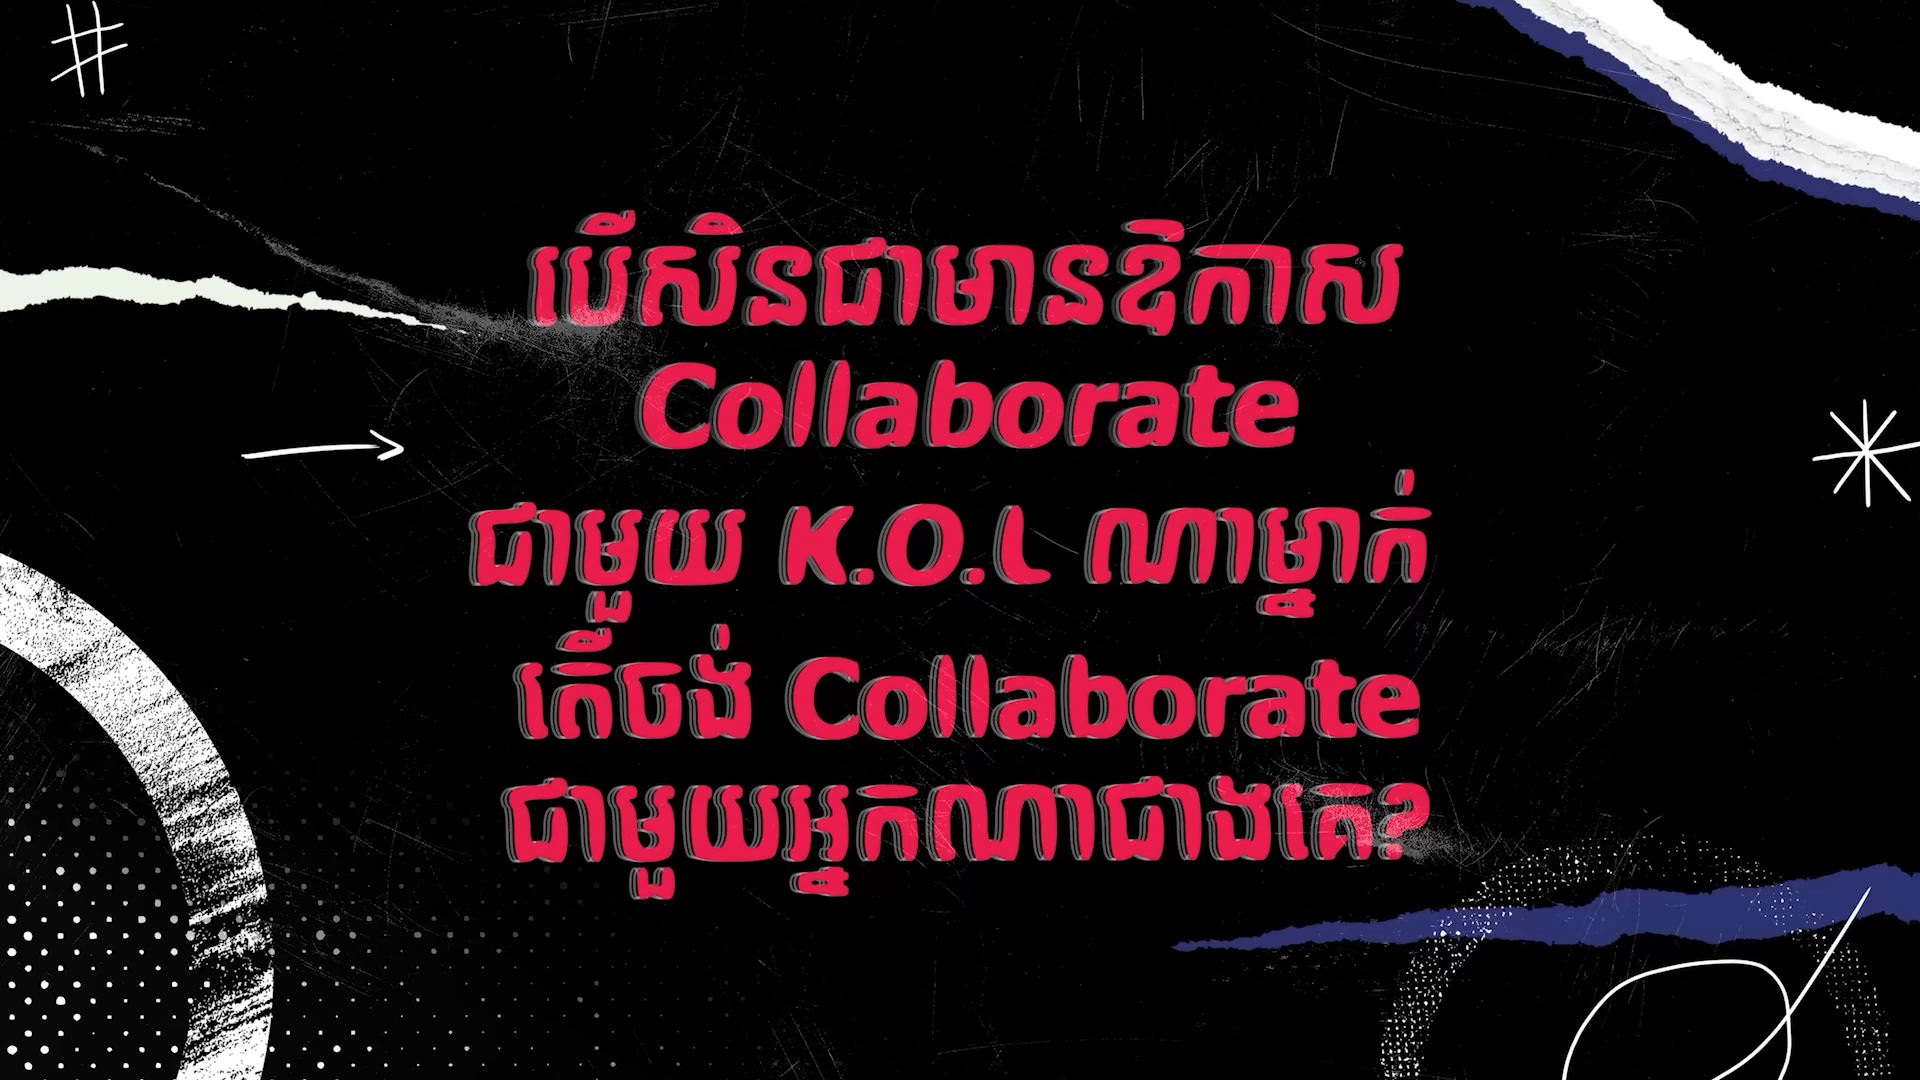 បើសិនជាមានឱកាស
Collaborate
ជាមួយ K.O.L ណាម្នាក់
តើចង់ Collaborate
ជាមួយអ្នកណាជាងគេ?